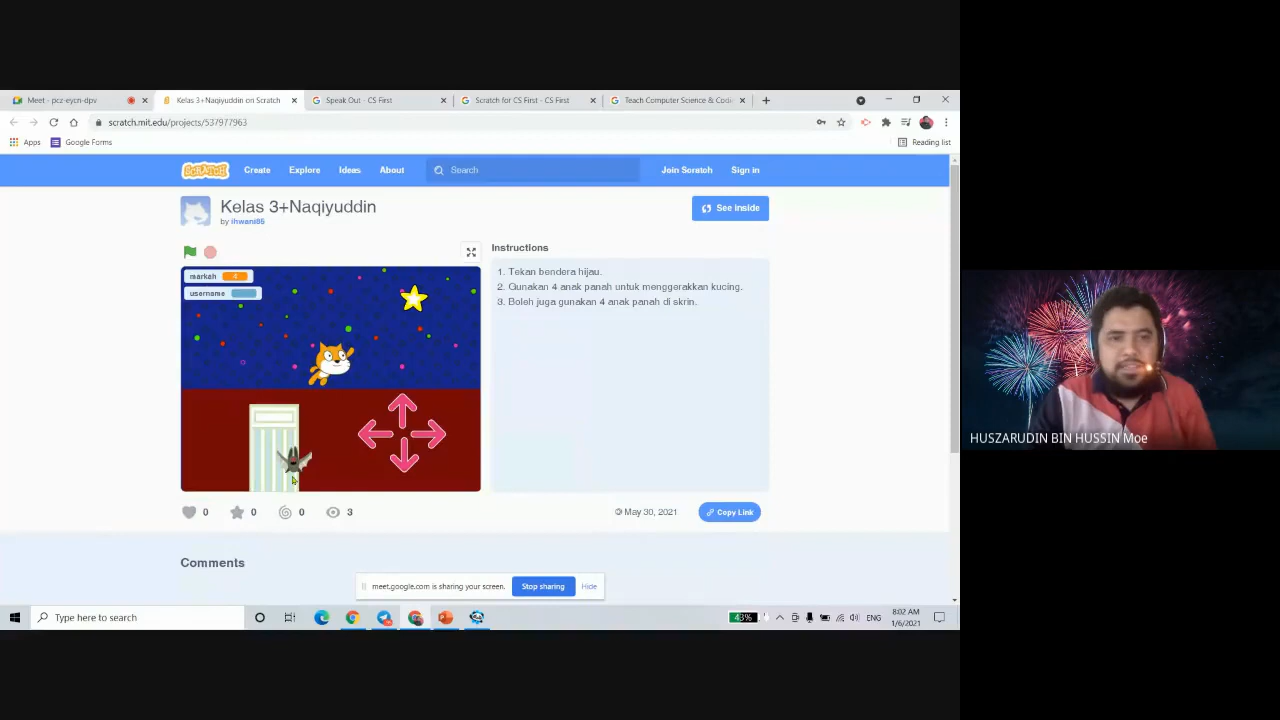 Meet - pcz-eycn-dpv
Kelas 3+Naqiyuddin on Scratch
Speak Out - CS First
Scratch for CS First - CS First
Teach Computer Science & Codi
scratch.mit.edu/projects/537977963
Apps
Google Forms
Reading list
SCRATCH
Create
Explore
Ideas
About
Search
Join Scratch
Sign in
Kelas 3+Naqiyuddin
by ihwani85
See inside
markah 4
username
Instructions
1. Tekan bendera hijau.
2. Gunakan 4 anak panah untuk menggerakkan kucing.
3. Boleh juga gunakan 4 anak panah di skrin.
0
0
0
3
© May 30, 2021
Copy Link
Comments
meet.google.com is sharing your screen.
Stop sharing
Hide
Type here to search
43%
ENG
8:02 AM
1/6/2021
HUSZARUDIN BIN HUSSIN Moe